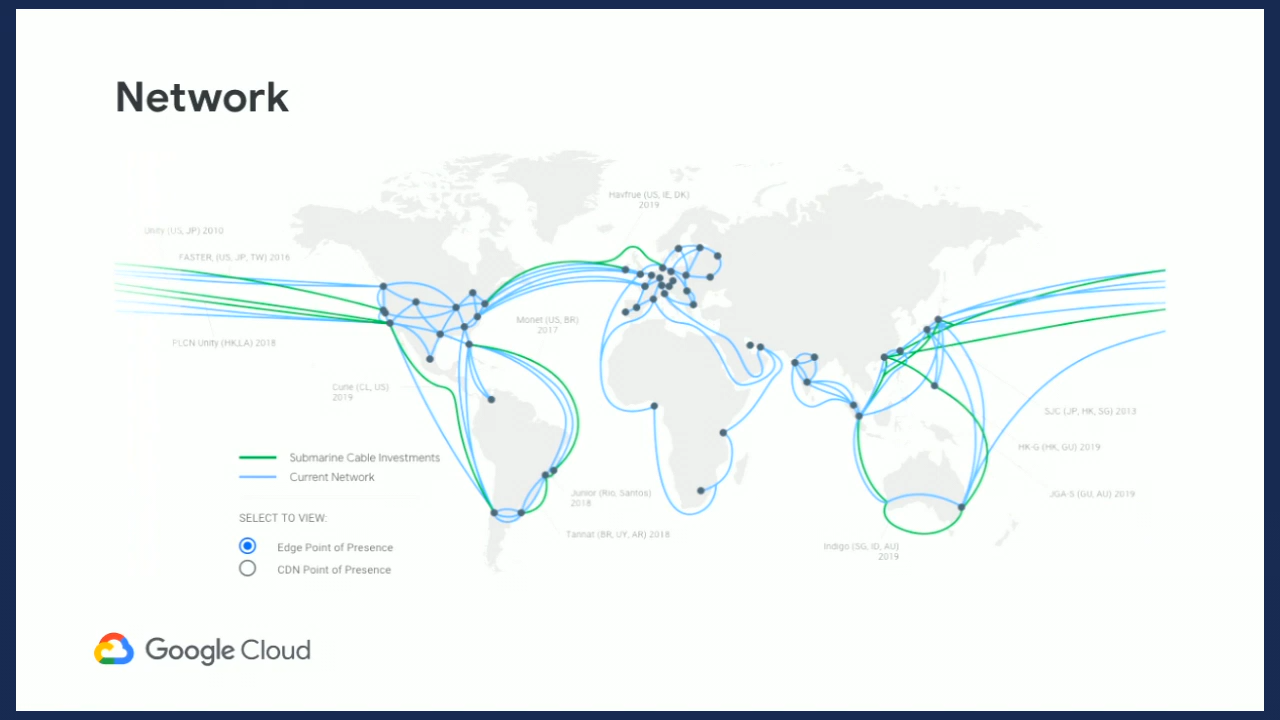 Network
Havfrue (US, IE, DK)
2019
Unity (US, JP) 2010
FASTER, (US, JP, TW) 2016
Monet (US, BR)
2017
PLCN Unity (HK,LA) 2018
Curie (CL, US)
2019
SJC (JP, HK, SG) 2013
HK-G (HK, GU) 2019
Submarine Cable Investments
Current Network
Junior (Rio, Santos)
2018
JGA-S (GU, AU) 2019
SELECT TO VIEW:
Tannat (BR, UY, AR) 2018
Edge Point of Presence
Indigo (SG, ID, AU)
2019
CDN Point of Presence
Google Cloud